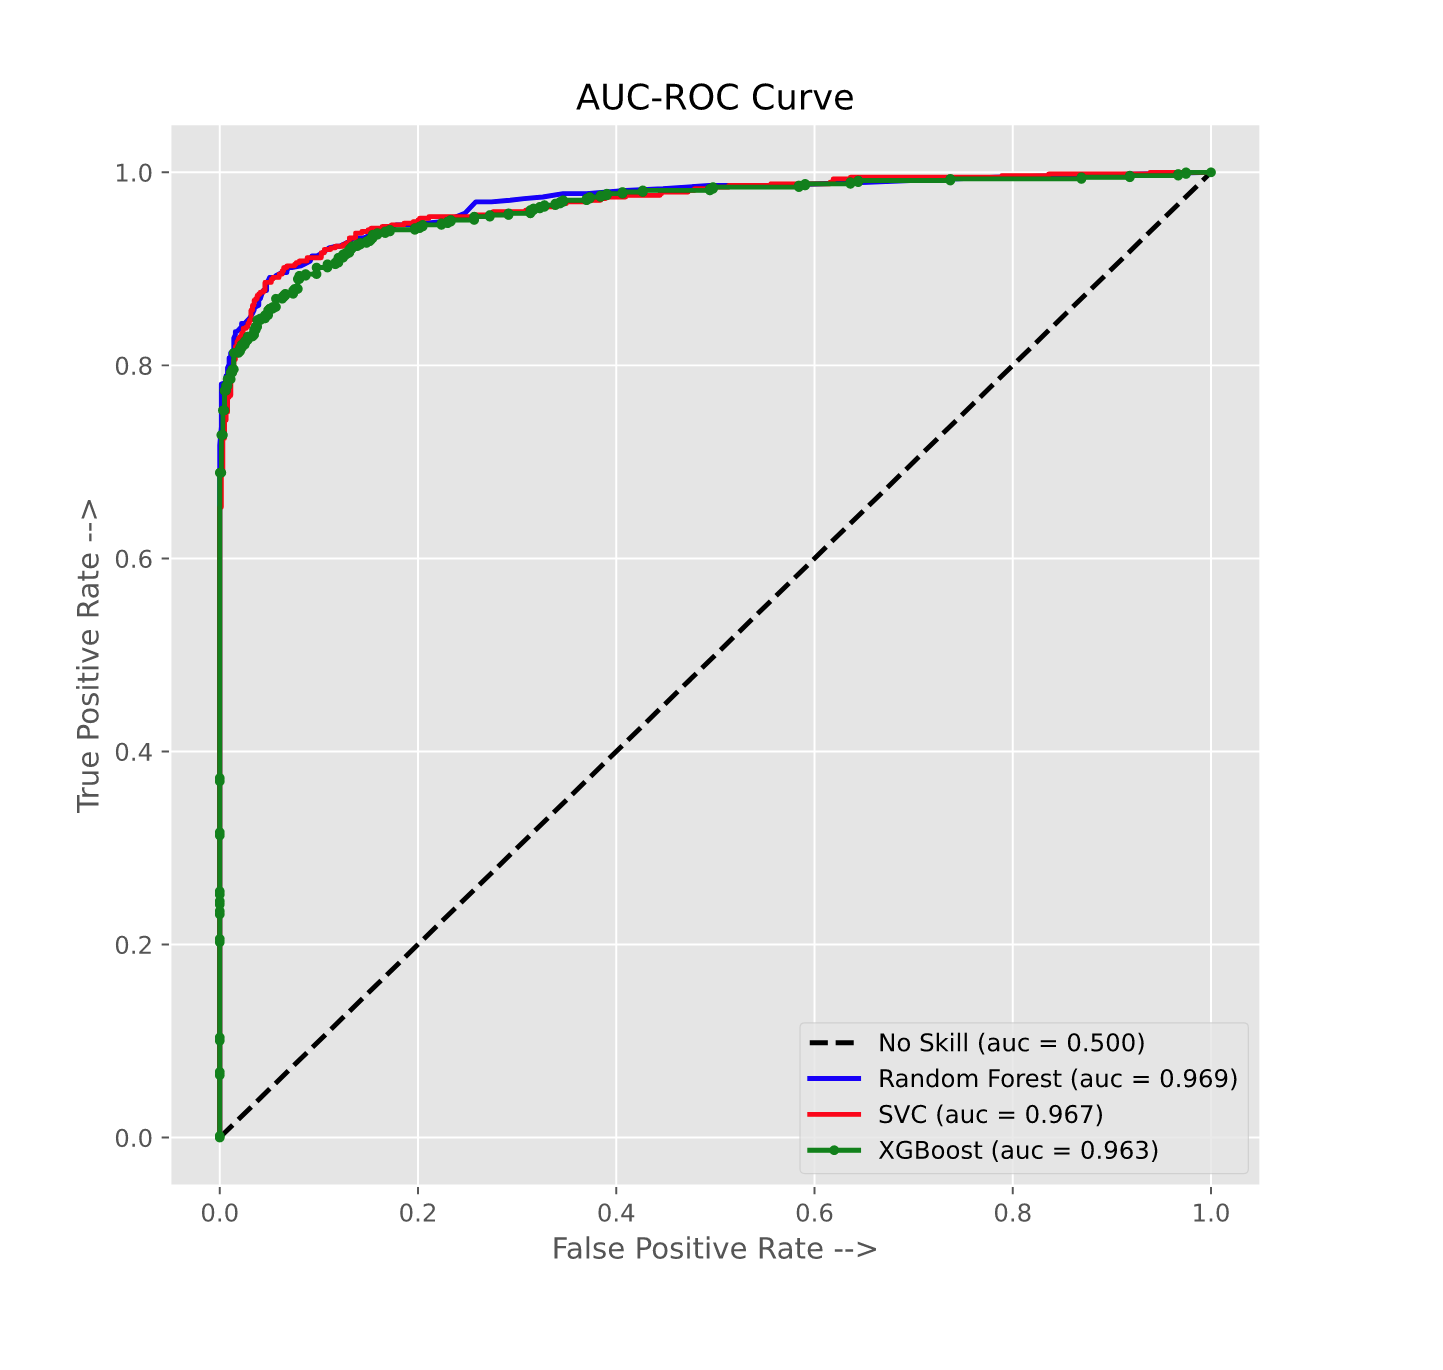 AUC-ROC Curve
True Positive Rate -->
1.0
0.8
0.6
0.4
0.2
0.0
No Skill (auc = 0.500)
Random Forest (auc = 0.969)
SVC (auc = 0.967)
XGBoost (auc = 0.963)
0.0 0.2 0.4 0.6 0.8 1.0
False Positive Rate -->